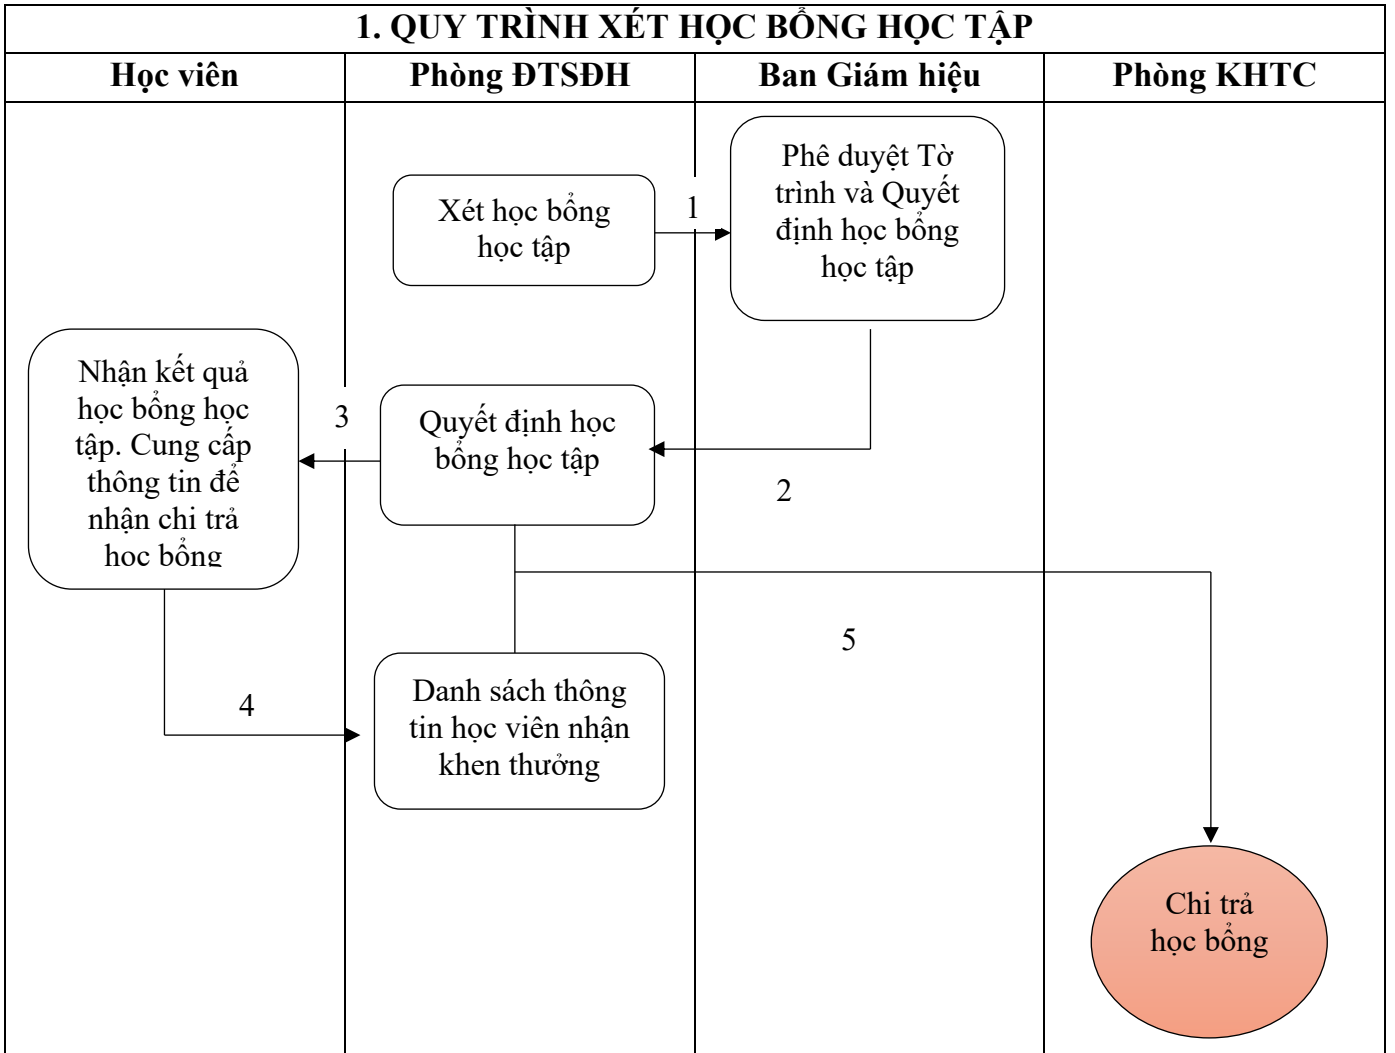 1. QUY TRÌNH XÉT HỌC BỔNG HỌC TẬP
Học viên
Phòng ĐTSĐH
Ban Giám hiệu
Phòng KHTC
Xét học bổng
học tập
1
Phê duyệt Tờ
trình và Quyết
định học bổng
học tập
Nhận kết quả
học bổng học
tập. Cung cấp
thông tin để
nhận chi trả
học bổng
3
Quyết định học
bổng học tập
2
5
4
Danh sách thông
tin học viên nhận
khen thưởng
Chi trả
học bổng